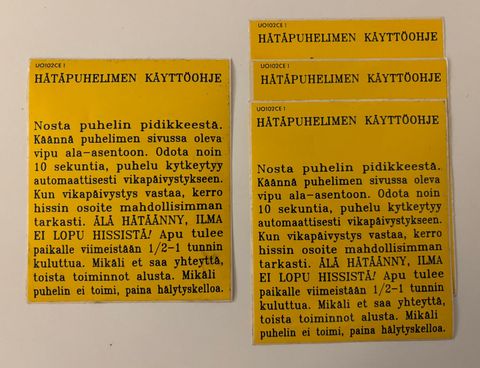 UO102CE 1
HÄTÄPUHELIMEN KÄYTTÖOHJE
Nosta puhelin pidikkeestä.
Käännä puhelimen sivussa oleva
vipu ala-asentoon. Odota noin
10 sekuntia, puhelu kytkeytyy
automaattisesti vikapäivystykseen.
Kun vikapäivystys vastaa, kerro
hissin osoite mahdollisimman
tarkasti. ÄLÄ HÄTÄÄNNY, ILMA
EI LOPU HISSISTÄ! Apu tulee
paikalle viimeistään 1/2-1 tunnin
kuluttua. Mikäli et saa yhteyttä,
toista toiminnot alusta. Mikäli
puhelin ei toimi, paina hälytyskelloa.
UO102CE 1
HÄTÄPUHELIMEN KÄYTTÖOHJE
UO102CE 1
HÄTÄPUHELIMEN KÄYTTÖOHJE
UO102CE 1
HÄTÄPUHELIMEN KÄYTTÖOHJE
Nosta puhelin pidikkeestä.
Käännä puhelimen sivussa oleva
vipu ala-asentoon. Odota noin
10 sekuntia, puhelu kytkeytyy
automaattisesti vikapäivystykseen.
Kun vikapäivystys vastaa, kerro
hissin osoite mahdollisimman
tarkasti. ÄLÄ HÄTÄÄNNY, ILMA
EI LOPU HISSISTÄ! Apu tulee
paikalle viimeistään 1/2-1 tunnin
kuluttua. Mikäli et saa yhteyttä,
toista toiminnot alusta. Mikäli
puhelin ei toimi, paina hälytyskelloa.